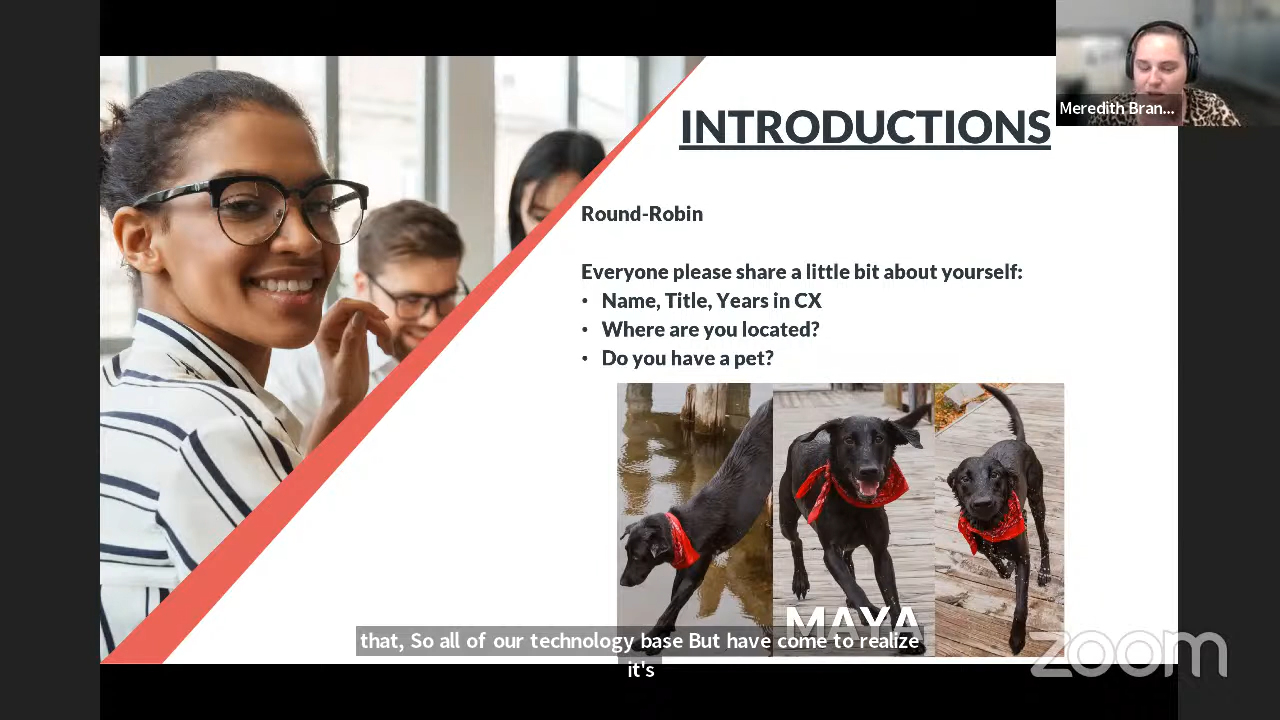 INTRODUCTIONS
Meredith Bran...
Round-Robin
Everyone please share a little bit about yourself:
• Name, Title, Years in CX
• Where are you located?
• Do you have a pet?
MAYA
that, So all of our technology base But have come to realize
it's
zoom